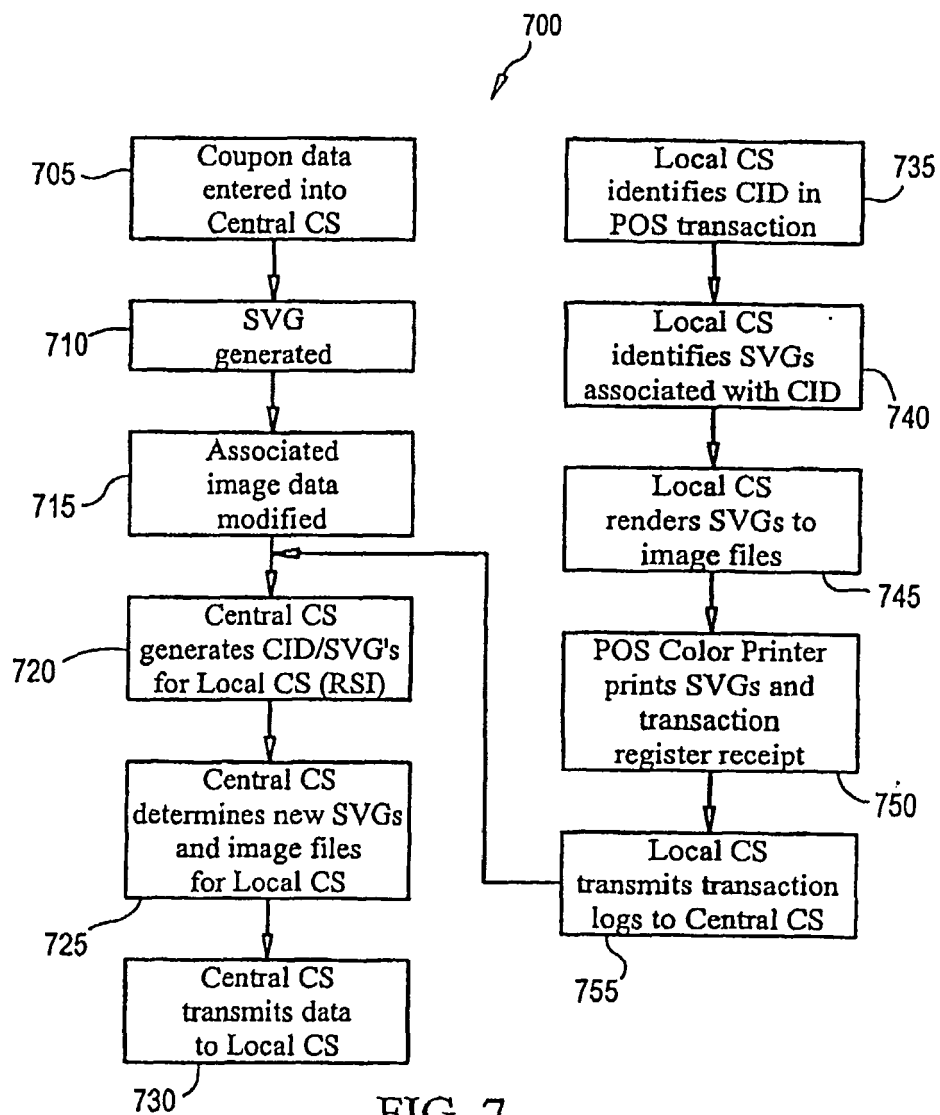 700
705
Coupon data
entered into
Central CS
710
SVG
generated
715
Associated
image data
modified
720
Central CS
generates CID/SVG's
for Local CS (RSI)
Central CS
determines new SVGs
and image files
for Local CS
725
Central CS
transmits data
to Local CS
730
Local CS
identifies CID in
POS transaction
735
Local CS
identifies SVGs
associated with CID
740
Local CS
renders SVGs to
image files
745
POS Color Printer
prints SVGs and
transaction
register receipt
750
Local CS
transmits transaction
logs to Central CS
755
FIG. 7